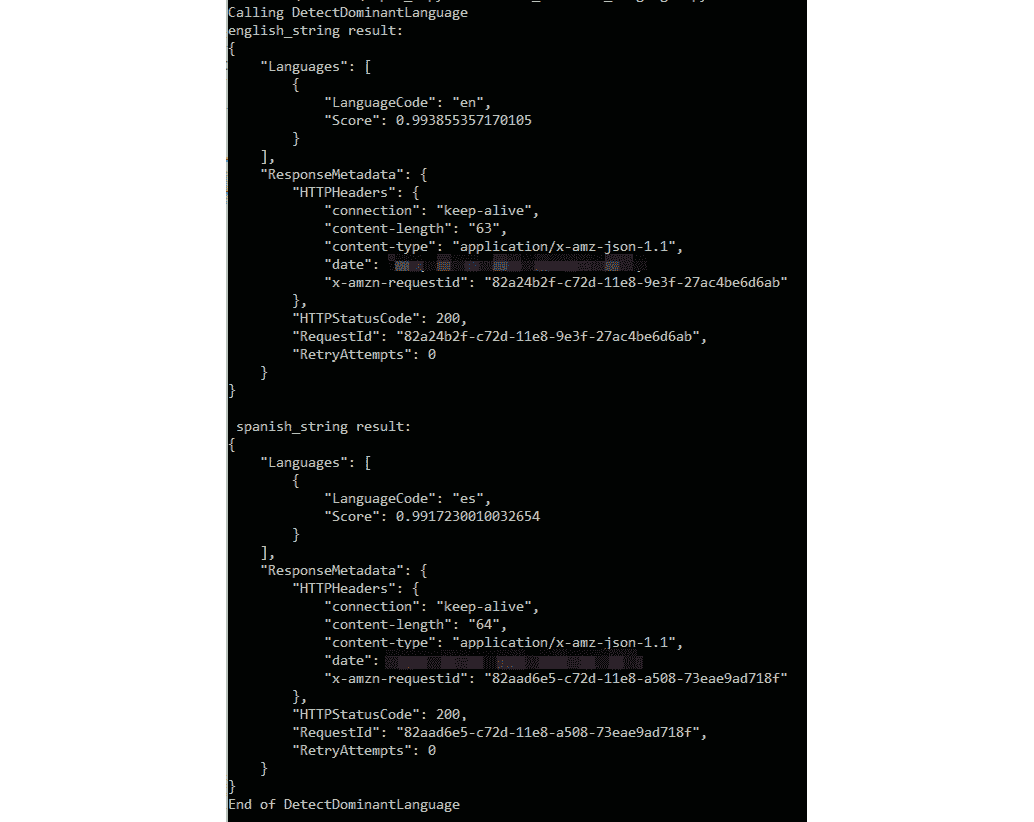 Calling DetectDominantLanguage
english_string result:
{
    "Languages": [
        {
            "LanguageCode": "en",
            "Score": 0.993855357170105
        }
    ],
    "ResponseMetadata": {
        "HTTPHeaders": {
            "connection": "keep-alive",
            "content-length": "63",
            "content-type": "application/x-amz-json-1.1",
            "date":
            "x-amzn-requestid": "82a24b2f-c72d-11e8-9e3f-27ac4be6d6ab"
        },
        "HTTPStatusCode": 200,
        "RequestId": "82a24b2f-c72d-11e8-9e3f-27ac4be6d6ab",
        "RetryAttempts": 0
    }
}

 spanish_string result:
{
    "Languages": [
        {
            "LanguageCode": "es",
            "Score": 0.9917230010032654
        }
    ],
    "ResponseMetadata": {
        "HTTPHeaders": {
            "connection": "keep-alive",
            "content-length": "64",
            "content-type": "application/x-amz-json-1.1",
            "date":
            "x-amzn-requestid": "82aad6e5-c72d-11e8-a508-73eae9ad718f"
        },
        "HTTPStatusCode": 200,
        "RequestId": "82aad6e5-c72d-11e8-a508-73eae9ad718f",
        "RetryAttempts": 0
    }
}
End of DetectDominantLanguage